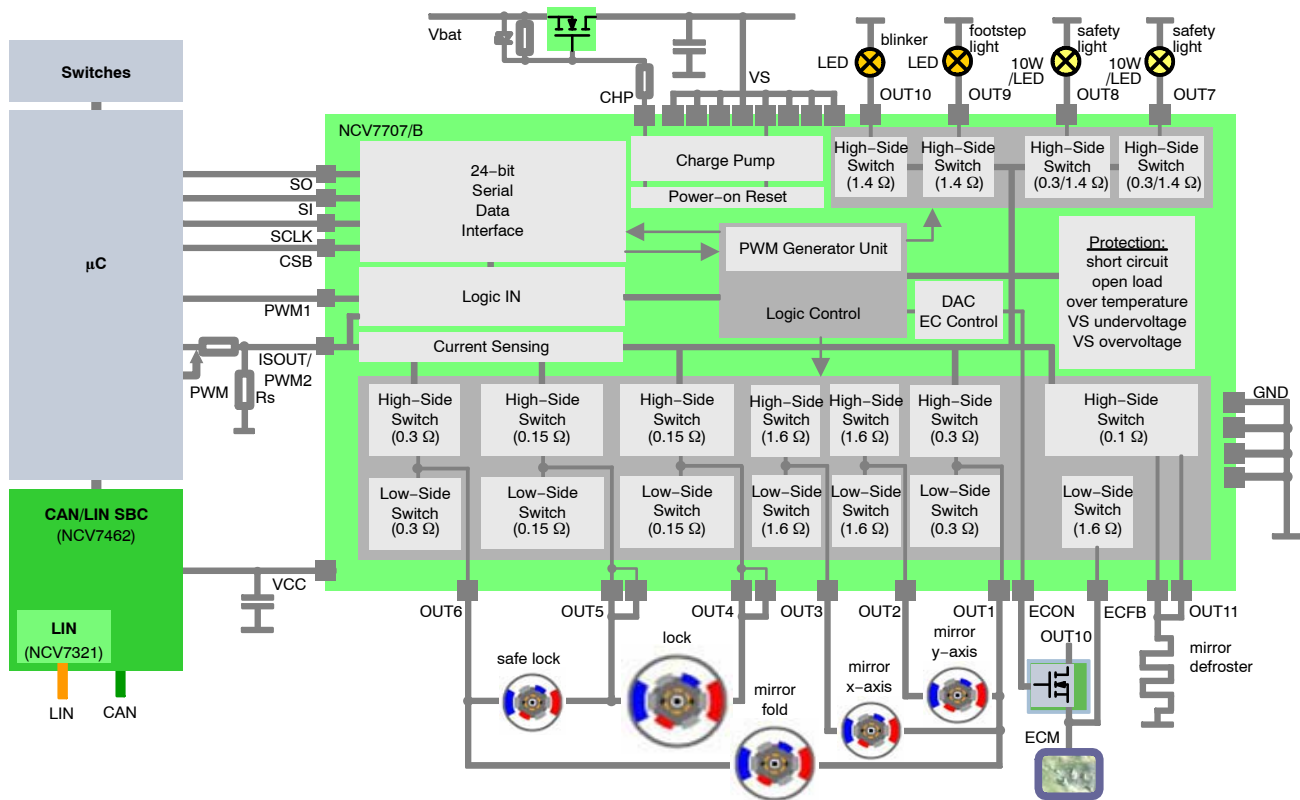 Vbat
CHP
VS
blinker
LED
OUT10
footstep
light
LED
OUT9
safety
light
10W
/LED
OUT8
safety
light
10W
/LED
OUT7
Switches
μC
CAN/LIN SBC
(NCV7462)
LIN
(NCV7321)
LIN
CAN
NCV7707/B
SO
SI
SCLK
CSB
PWM1
ISOUT/
PWM2
PWM
Rs
VCC
24−bit
Serial
Data
Interface
Logic IN
Current Sensing
Charge Pump
Power−on Reset
High−Side
Switch
(1.4 Ω)
High−Side
Switch
(1.4 Ω)
High−Side
Switch
(0.3/1.4 Ω)
High−Side
Switch
(0.3/1.4 Ω)
PWM Generator Unit
Logic Control
DAC
EC Control
Protection:
short circuit
open load
over temperature
VS undervoltage
VS overvoltage
GND
High−Side
Switch
(0.3 Ω)
High−Side
Switch
(0.15 Ω)
High−Side
Switch
(0.15 Ω)
High−Side
Switch
(1.6 Ω)
High−Side
Switch
(1.6 Ω)
High−Side
Switch
(0.3 Ω)
High−Side
Switch
(0.1 Ω)
Low−Side
Switch
(0.3 Ω)
Low−Side
Switch
(0.15 Ω)
Low−Side
Switch
(0.15 Ω)
Low−Side
Switch
(1.6 Ω)
Low−Side
Switch
(1.6 Ω)
Low−Side
Switch
(0.3 Ω)
Low−Side
Switch
(1.6 Ω)
OUT6
OUT5
OUT4
OUT3
OUT2
OUT1
ECON
ECFB
OUT11
safe lock
lock
mirror
fold
mirror
x−axis
mirror
y−axis
OUT10
ECM
mirror
defroster